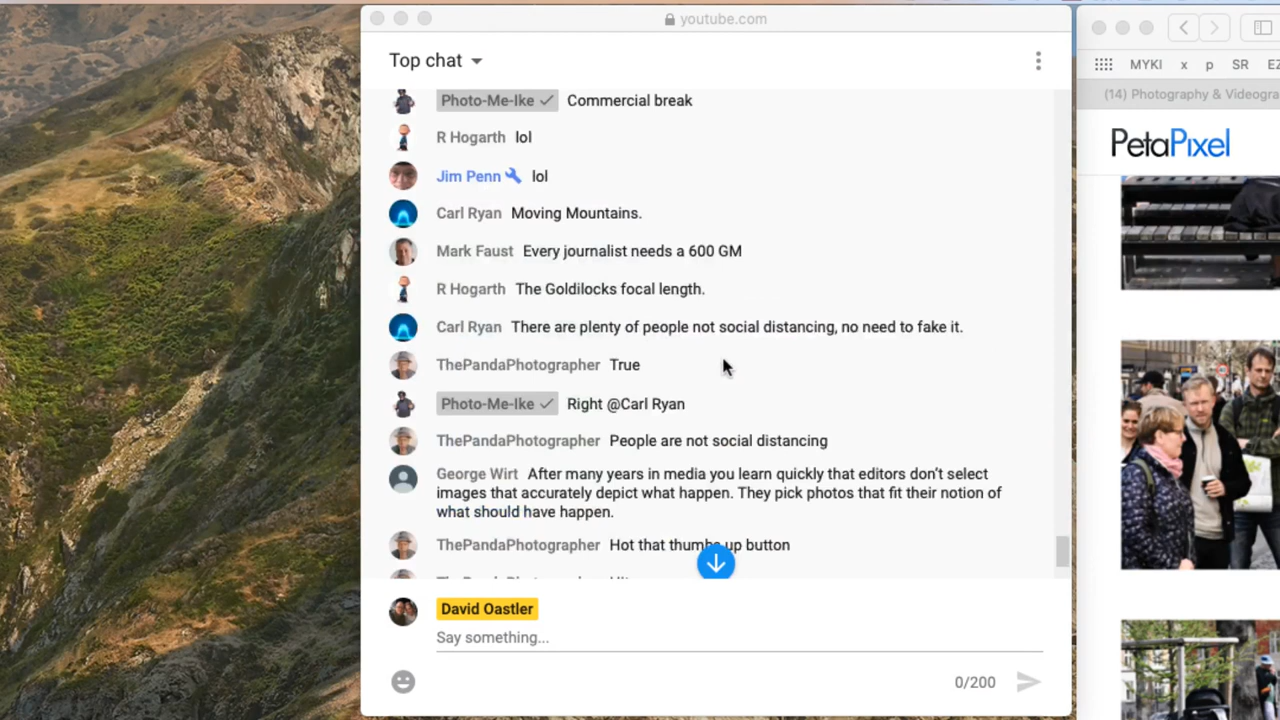 youtube.com
Top chat
Photo-Me-Ike Commercial break
R Hogarth lol
Jim Penn lol
Carl Ryan Moving Mountains.
Mark Faust Every journalist needs a 600 GM
R Hogarth The Goldilocks focal length.
Carl Ryan There are plenty of people not social distancing, no need to fake it.
ThePandaPhotographer True
Photo-Me-Ike Right @Carl Ryan
ThePandaPhotographer People are not social distancing
George Wirt After many years in media you learn quickly that editors don't select
images that accurately depict what happen. They pick photos that fit their notion of
what should have happen.
ThePandaPhotographer Hot that thumbs up button
David Oastler
Say something...
0/200
MYKI x p SR EZ
(14) Photography & Videogra
PetaPixel